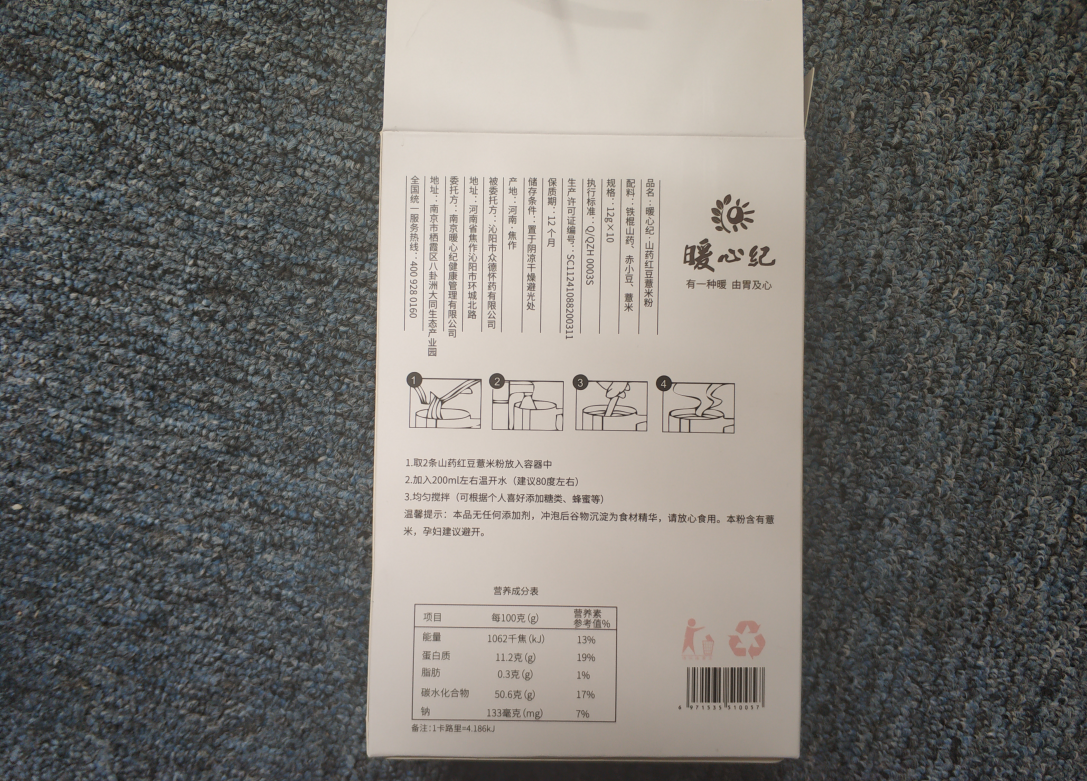 暖心纪
有一种暖 由胃及心
品名：暖心纪·山药红豆薏米粉
配料：铁棍山药、赤小豆、薏米
规格：12g×10
执行标准：Q/QZH 0003S
生产许可证编号：SC11241088200311
保质期：12个月
储存条件：置于阴凉干燥避光处
产地：河南·焦作
被委托方：沁阳市众德怀药有限公司
地址：河南省焦作沁阳市环城北路
委托方：南京暖心纪健康管理有限公司
地址：南京市栖霞区八卦洲大同生态产业园
全国统一服务热线：400 928 0160
1
2
3
4
1.取2条山药红豆薏米粉放入容器中
2.加入200ml左右温开水（建议80度左右）
3.均匀搅拌（可根据个人喜好添加糖类、蜂蜜等）
温馨提示：本品无任何添加剂，冲泡后谷物沉淀为食材精华，请放心食用。本粉含有薏
米，孕妇建议避开。
营养成分表
项目 每100克(g) 营养素参考值%
能量 1062千焦(kJ) 13%
蛋白质 11.2克(g) 19%
脂肪 0.3克(g) 1%
碳水化合物 50.6克(g) 17%
钠 133毫克(mg) 7%
备注:1卡路里=4.186kJ